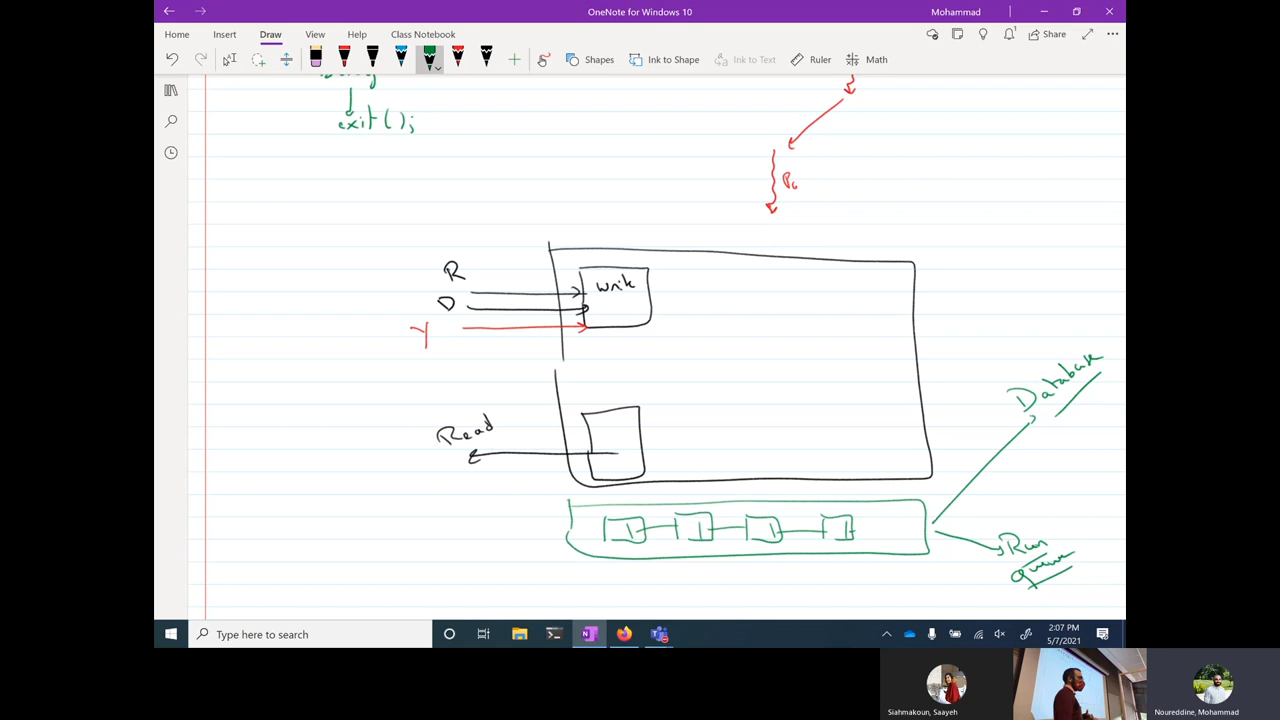 OneNote for Windows 10
Mohammad
Home Insert Draw View Help Class Notebook
Share
Shapes Ink to Shape Ink to Text Ruler Math
exit();
P6
R
Write
D
Y
Database
Read
Run
queue
Type here to search
2:07 PM
5/7/2021
Siahmakoun, Saayeh
Noureddine, Mohammad